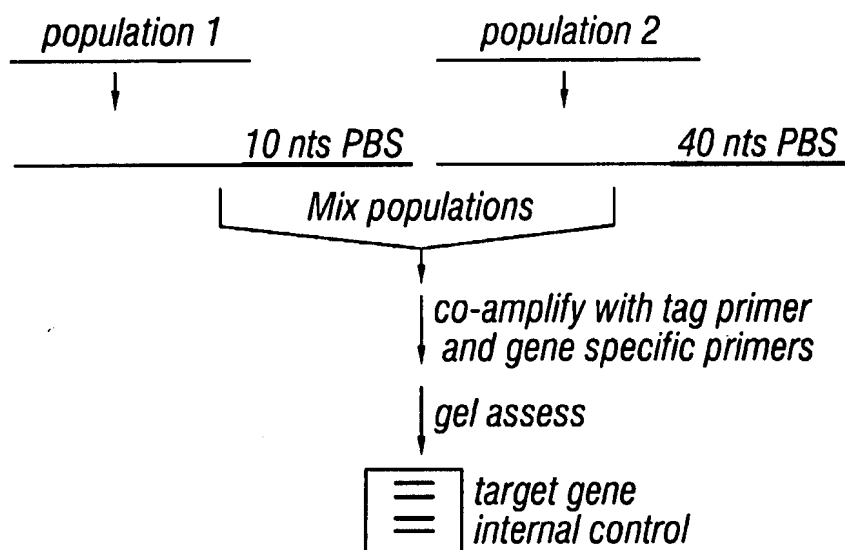 population 1
population 2
10 nts PBS
40 nts PBS
Mix populations
co-amplify with tag primer
and gene specific primers
gel assess
target gene
internal control